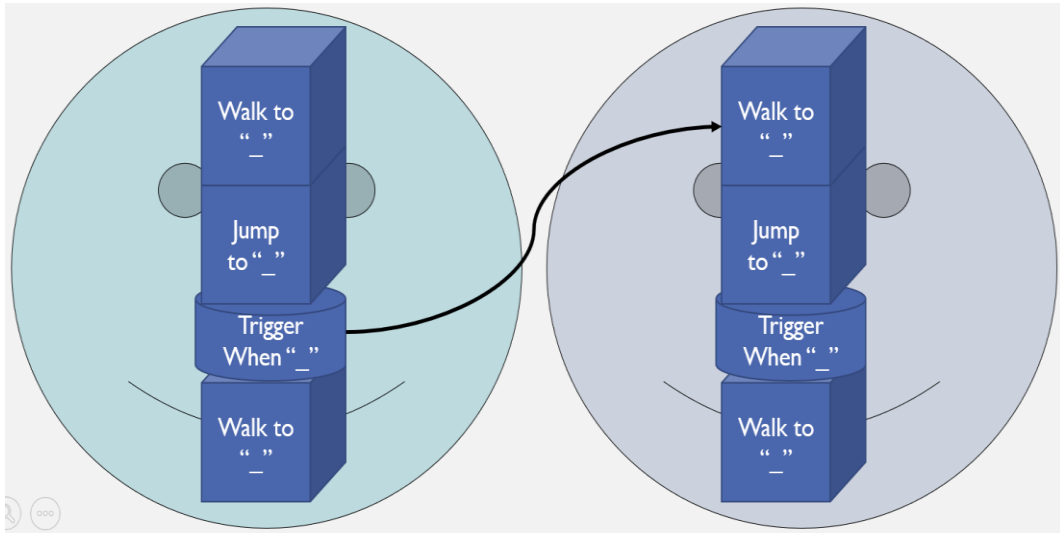 Walk to
“_”
Jump
to “_”
Trigger
When “_”
Walk to
“_”
Walk to
“_”
Jump
to “_”
Trigger
When “_”
Walk to
“_”